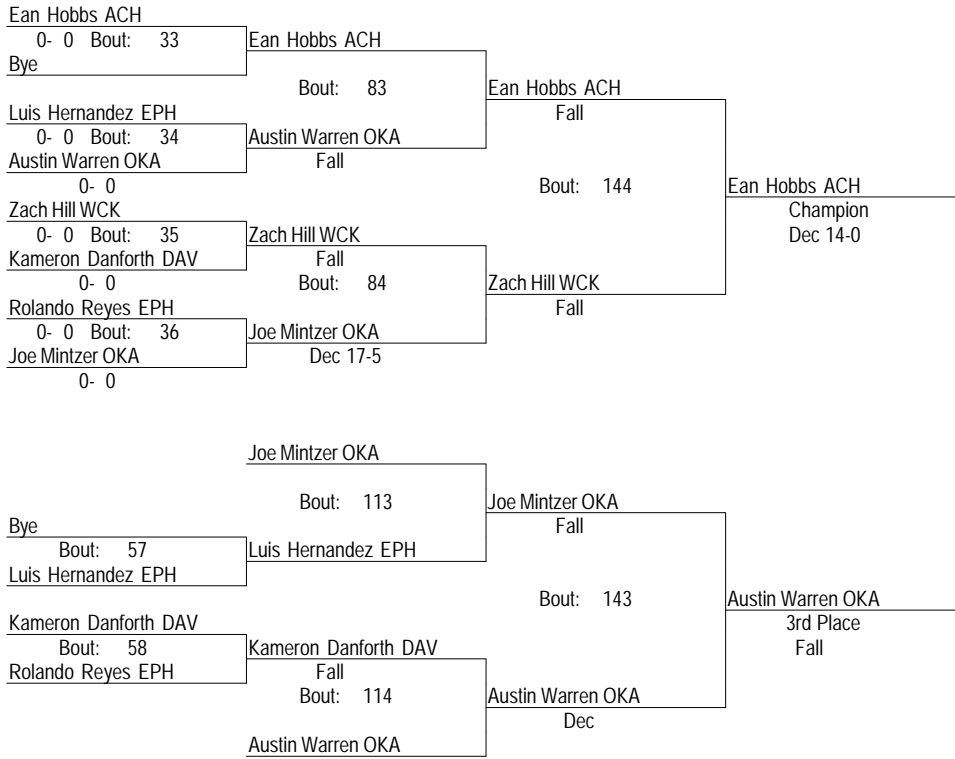 Ean Hobbs ACH
0- 0 Bout: 33
Ean Hobbs ACH
Bye
Bout: 83
Ean Hobbs ACH
Fall
Luis Hernandez EPH
0- 0 Bout: 34
Austin Warren OKA
Austin Warren OKA
Fall
0- 0
Bout: 144
Ean Hobbs ACH
Champion
Dec 14-0
Zach Hill WCK
0- 0 Bout: 35
Zach Hill WCK
Kameron Danforth DAV
Fall
0- 0
Bout: 84
Zach Hill WCK
Fall
Rolando Reyes EPH
0- 0 Bout: 36
Joe Mintzer OKA
Joe Mintzer OKA
Dec 17-5
0- 0
Joe Mintzer OKA
Bout: 113
Joe Mintzer OKA
Fall
Bye
Bout: 57
Luis Hernandez EPH
Luis Hernandez EPH
Bout: 143
Austin Warren OKA
3rd Place
Fall
Kameron Danforth DAV
Bout: 58
Kameron Danforth DAV
Rolando Reyes EPH
Fall
Bout: 114
Austin Warren OKA
Dec
Austin Warren OKA